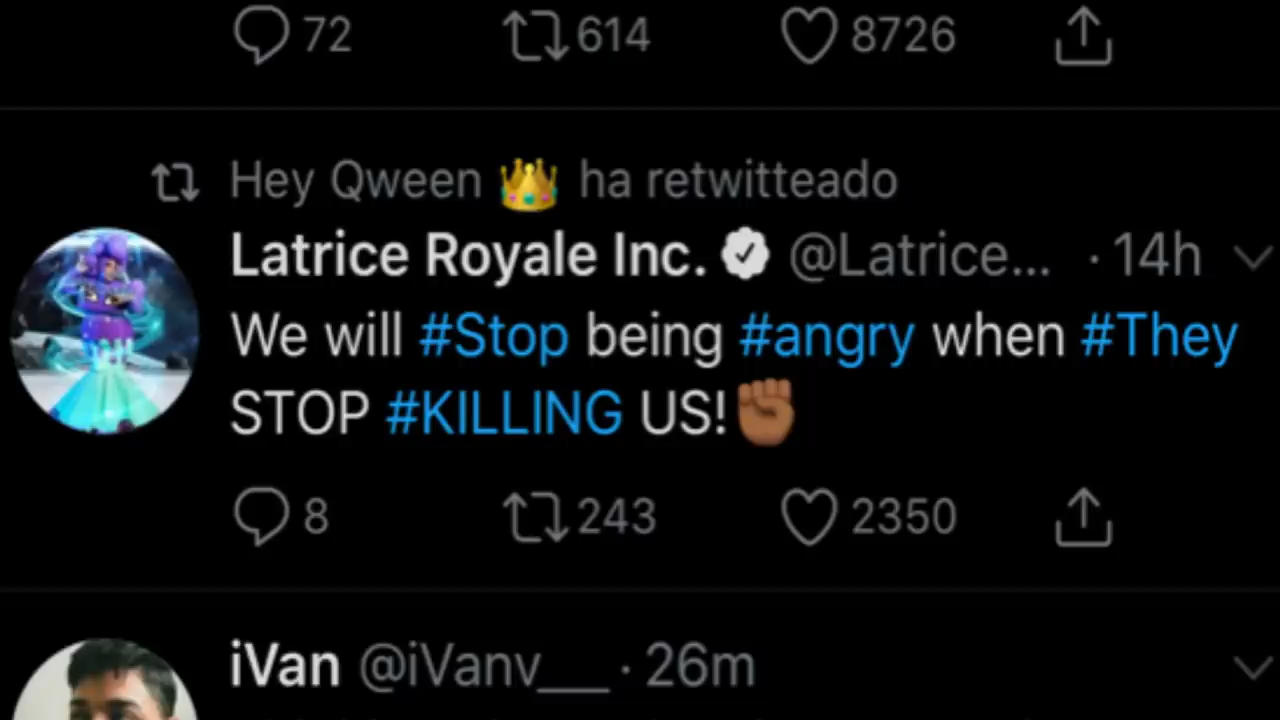 72 614 8726
Hey Qween 👑 ha retwitteado
Latrice Royale Inc. @Latrice... · 14h
We will #Stop being #angry when #They
STOP #KILLING US!✊🏾
8 243 2350
iVan @iVanv___ · 26m